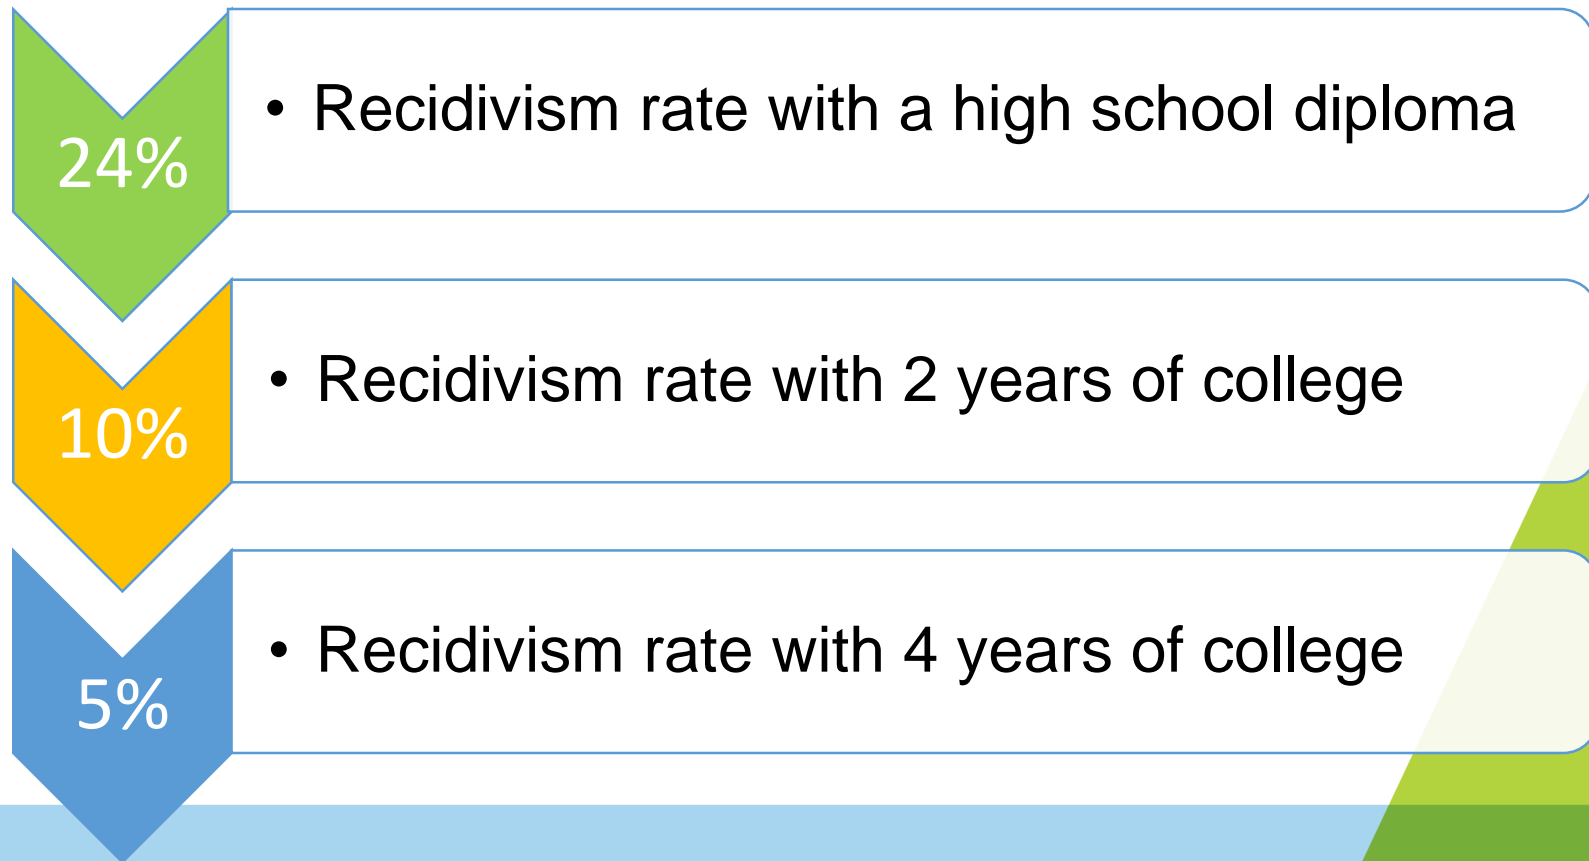 24%
• Recidivism rate with a high school diploma
10%
• Recidivism rate with 2 years of college
5%
• Recidivism rate with 4 years of college